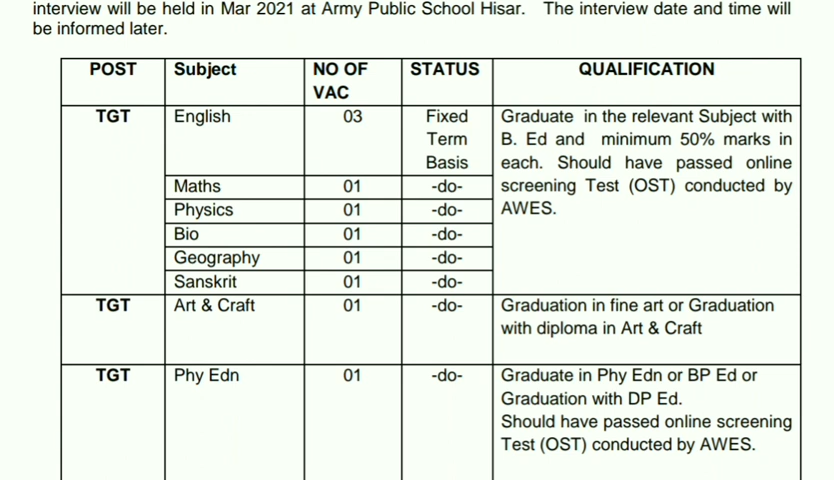 interview will be held in Mar 2021 at Army Public School Hisar. The interview date and time will
be informed later.
POST Subject NO OF VAC STATUS QUALIFICATION
TGT English 03 Fixed Term Basis Graduate in the relevant Subject with
B. Ed and minimum 50% marks in
each. Should have passed online
screening Test (OST) conducted by
AWES.
Maths 01 -do-
Physics 01 -do-
Bio 01 -do-
Geography 01 -do-
Sanskrit 01 -do-
TGT Art & Craft 01 -do- Graduation in fine art or Graduation
with diploma in Art & Craft
TGT Phy Edn 01 -do- Graduate in Phy Edn or BP Ed or
Graduation with DP Ed.
Should have passed online screening
Test (OST) conducted by AWES.